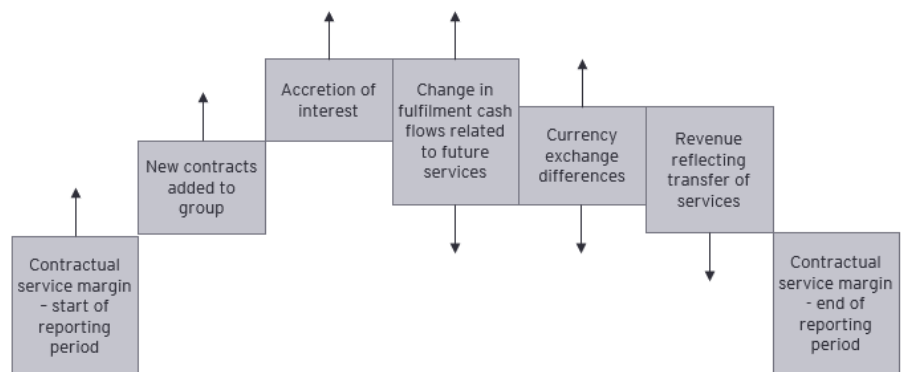 Contractual
service margin
– start of
reporting
period
New contracts
added to
group
Accretion of
interest
Change in
fulfilment cash
flows related
to future
services
Currency
exchange
differences
Revenue
reflecting
transfer of
services
Contractual
service margin
- end of
reporting
period